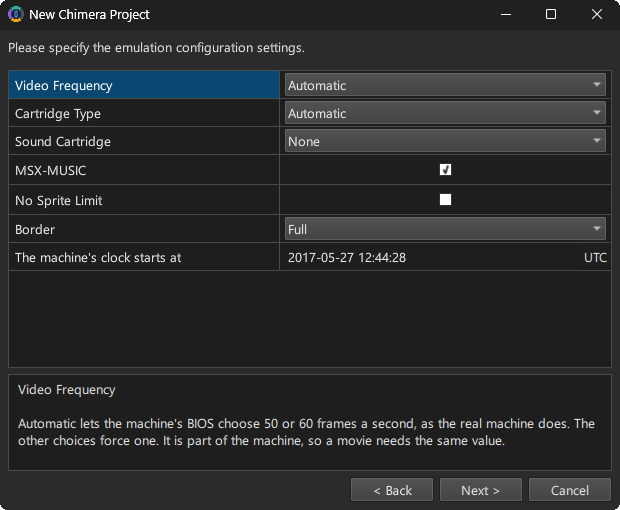 New Chimera Project
Please specify the emulation configuration settings.
Video Frequency Automatic
Cartridge Type Automatic
Sound Cartridge None
MSX-MUSIC
No Sprite Limit
Border Full
The machine's clock starts at 2017-05-27 12:44:28 UTC
Video Frequency
Automatic lets the machine's BIOS choose 50 or 60 frames a second, as the real machine does. The
other choices force one. It is part of the machine, so a movie needs the same value.
< Back Next > Cancel